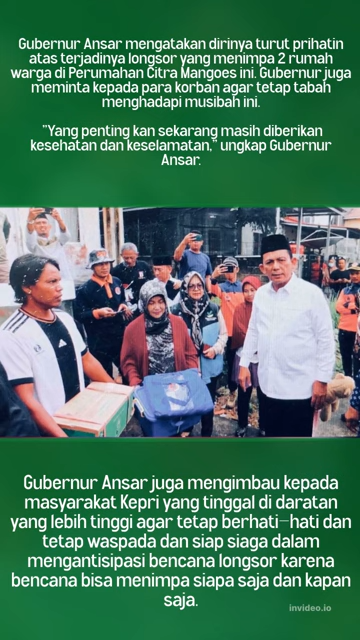 Gubernur Ansar mengatakan dirinya turut prihatin
atas terjadinya longsor yang menimpa 2 rumah
warga di Perumahan Citra Mangoes ini. Gubernur juga
meminta kepada para korban agar tetap tabah
menghadapi musibah ini.
"Yang penting kan sekarang masih diberikan
kesehatan dan keselamatan," ungkap Gubernur
Ansar.
Gubernur Ansar juga mengimbau kepada
masyarakat Kepri yang tinggal di daratan
yang lebih tinggi agar tetap berhati-hati dan
tetap waspada dan siap siaga dalam
mengantisipasi bencana longsor karena
bencana bisa menimpa siapa saja dan kapan
saja.
invideo.io